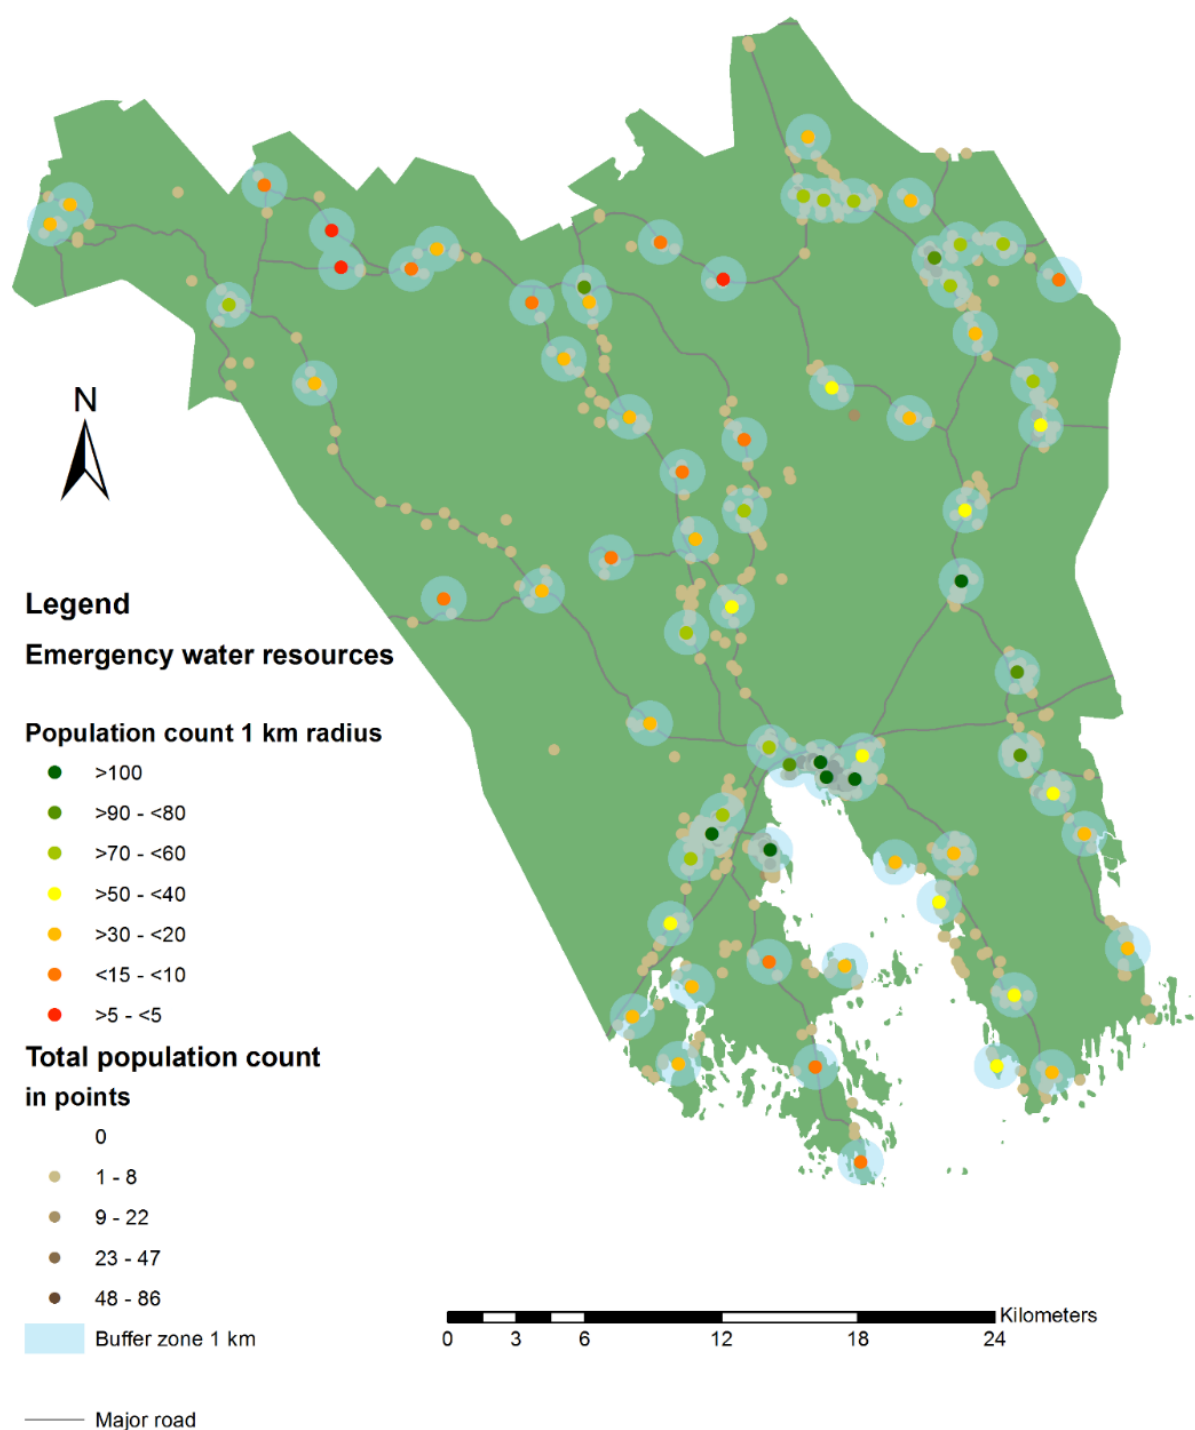 N
Legend
Emergency water resources
Population count 1 km radius
>100
>90 - <80
>70 - <60
>50 - <40
>30 - <20
<15 - <10
>5 - <5
Total population count
in points
0
1 - 8
9 - 22
23 - 47
48 - 86
Buffer zone 1 km
Major road
Kilometers
0 3 6 12 18 24